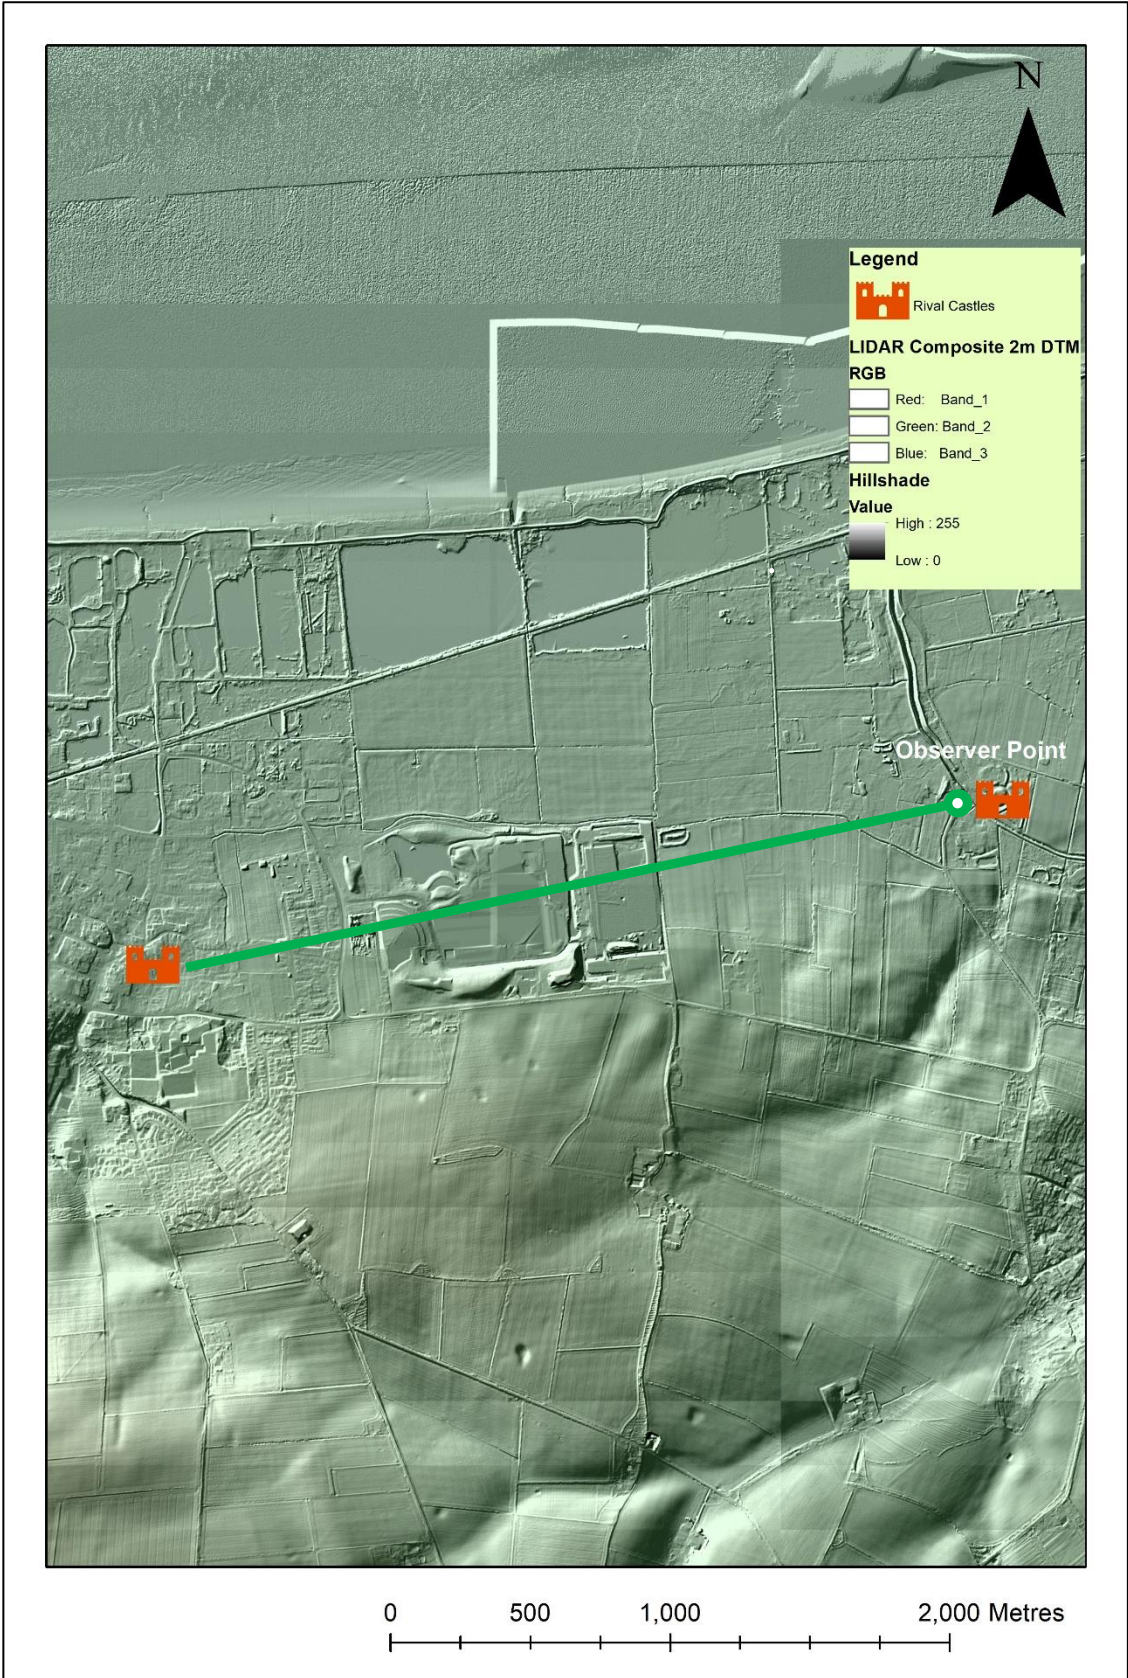 N
Legend
Rival Castles
LIDAR Composite 2m DTM
RGB
Red: Band_1
Green: Band_2
Blue: Band_3
Hillshade
Value
High : 255
Low : 0
Observer Point
0 500 1,000 2,000 Metres